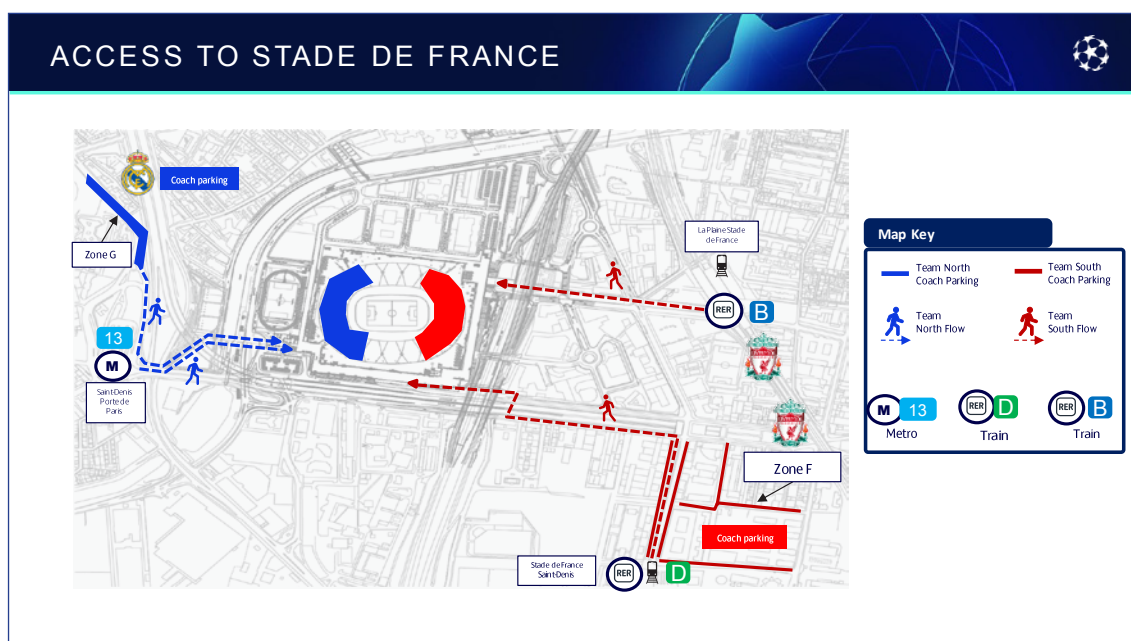 ACCESS TO STADE DE FRANCE
Coach parking
Zone G
13
M
Saint-Denis
Porte de
Paris
La Plaine Stade
de France
RER
B
Zone F
Coach parking
Stade de France
Saint-Denis
RER
D
Map Key
Team North
Coach Parking
Team South
Coach Parking
Team
North Flow
Team
South Flow
M 13
Metro
RER D
Train
RER B
Train